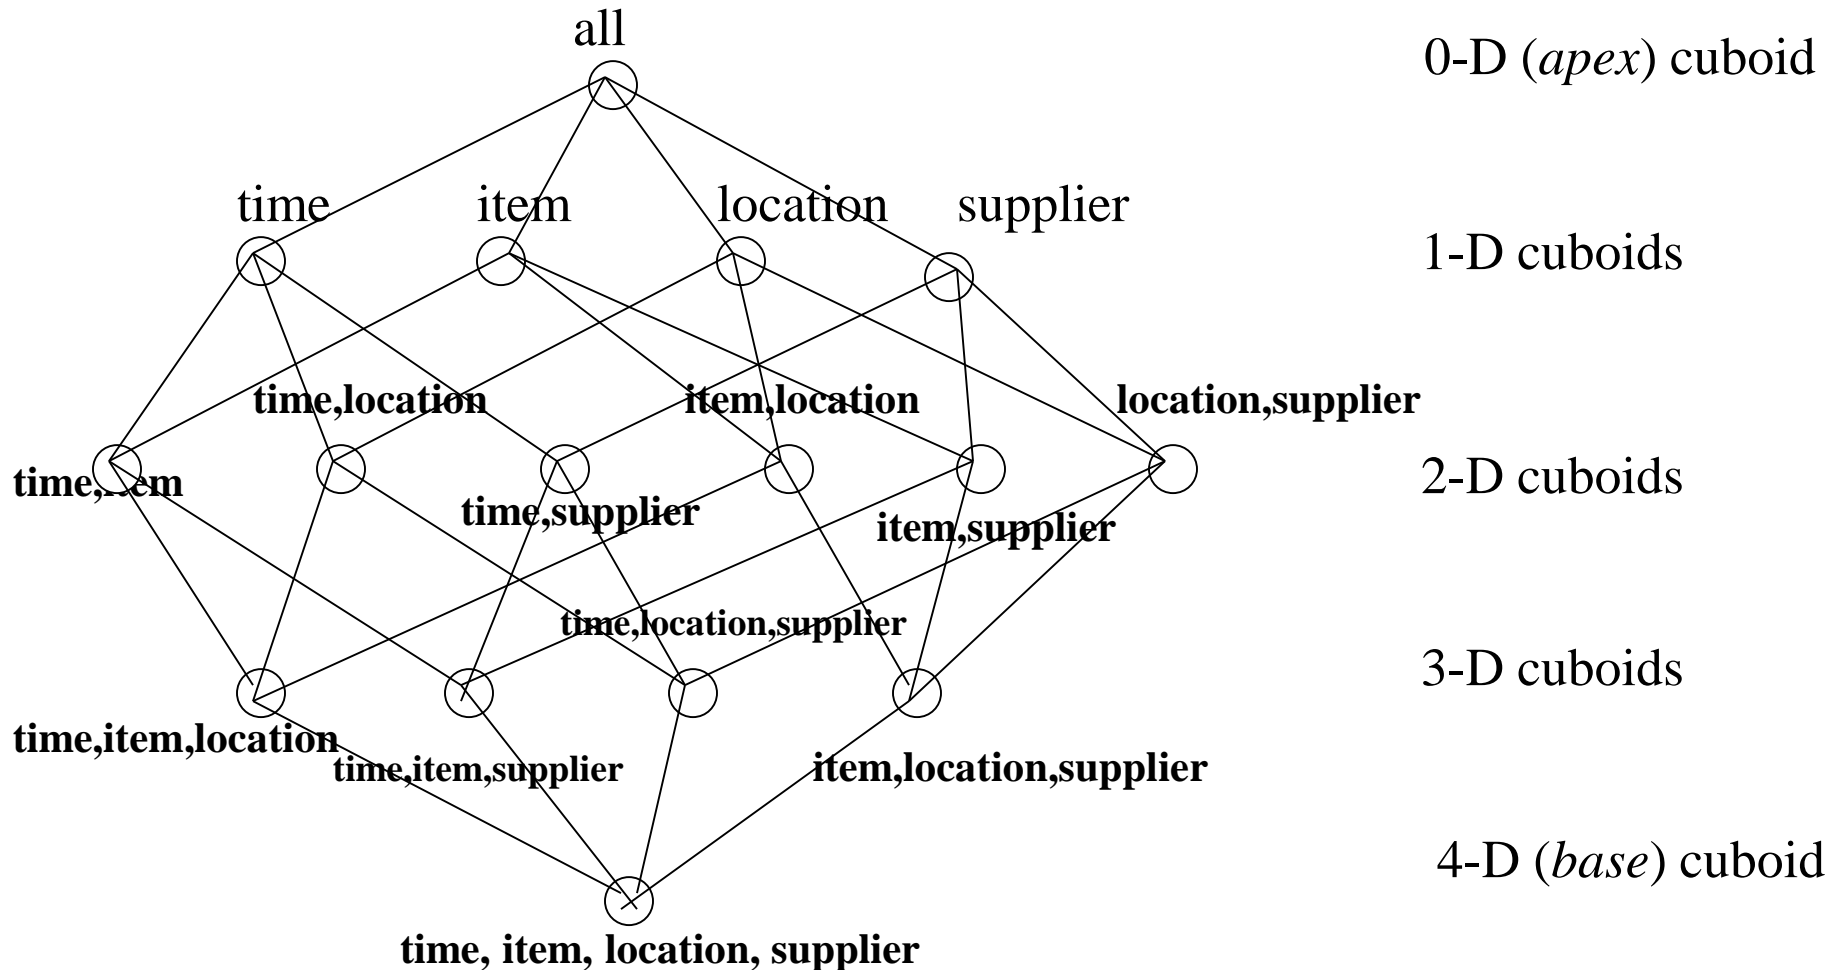 all
0-D (apex) cuboid
time
item
location
supplier
1-D cuboids
time,location
item,location
location,supplier
time,item
time,supplier
item,supplier
2-D cuboids
time,location,supplier
3-D cuboids
time,item,location
time,item,supplier
item,location,supplier
4-D (base) cuboid
time, item, location, supplier